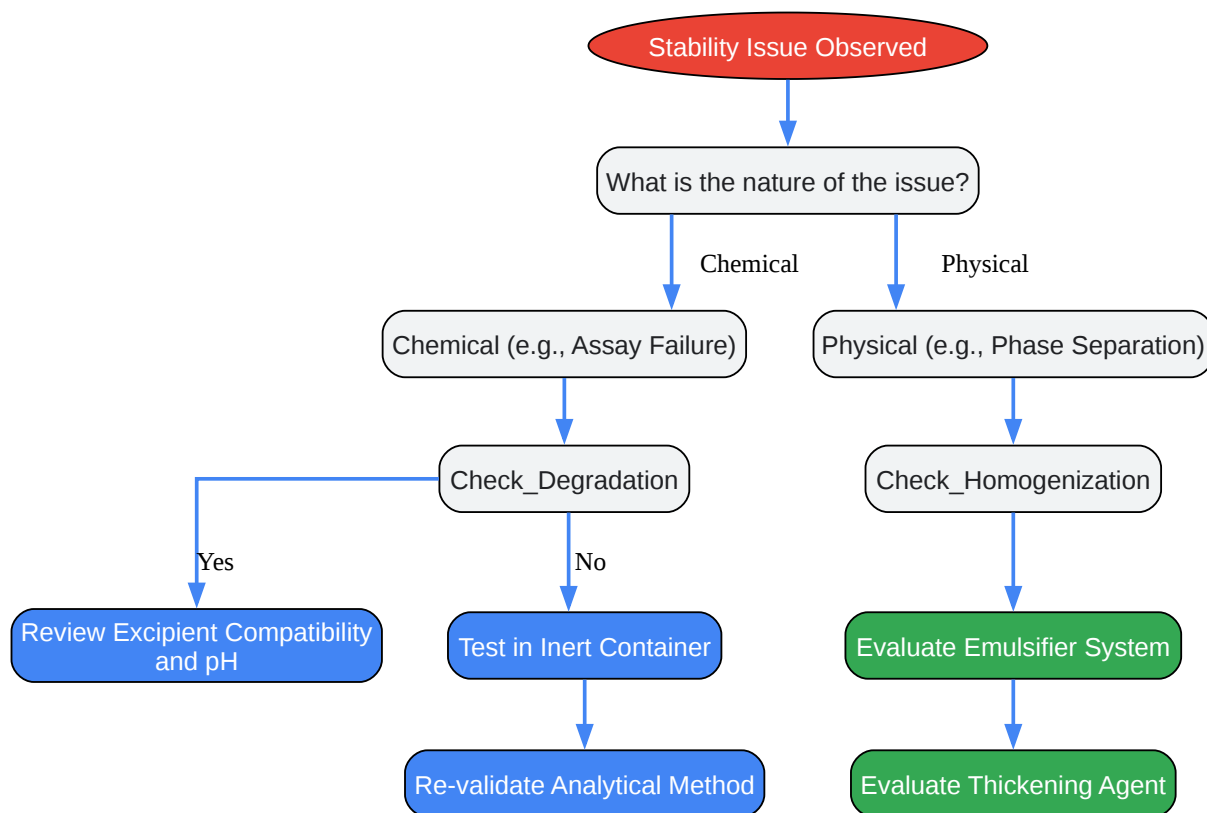 Stability Issue Observed
What is the nature of the issue?
Chemical
Physical
Chemical (e.g., Assay Failure)
Physical (e.g., Phase Separation)
Check_Degradation
Check_Homogenization
Yes
No
Review Excipient Compatibility
and pH
Test in Inert Container
Evaluate Emulsifier System
Re-validate Analytical Method
Evaluate Thickening Agent